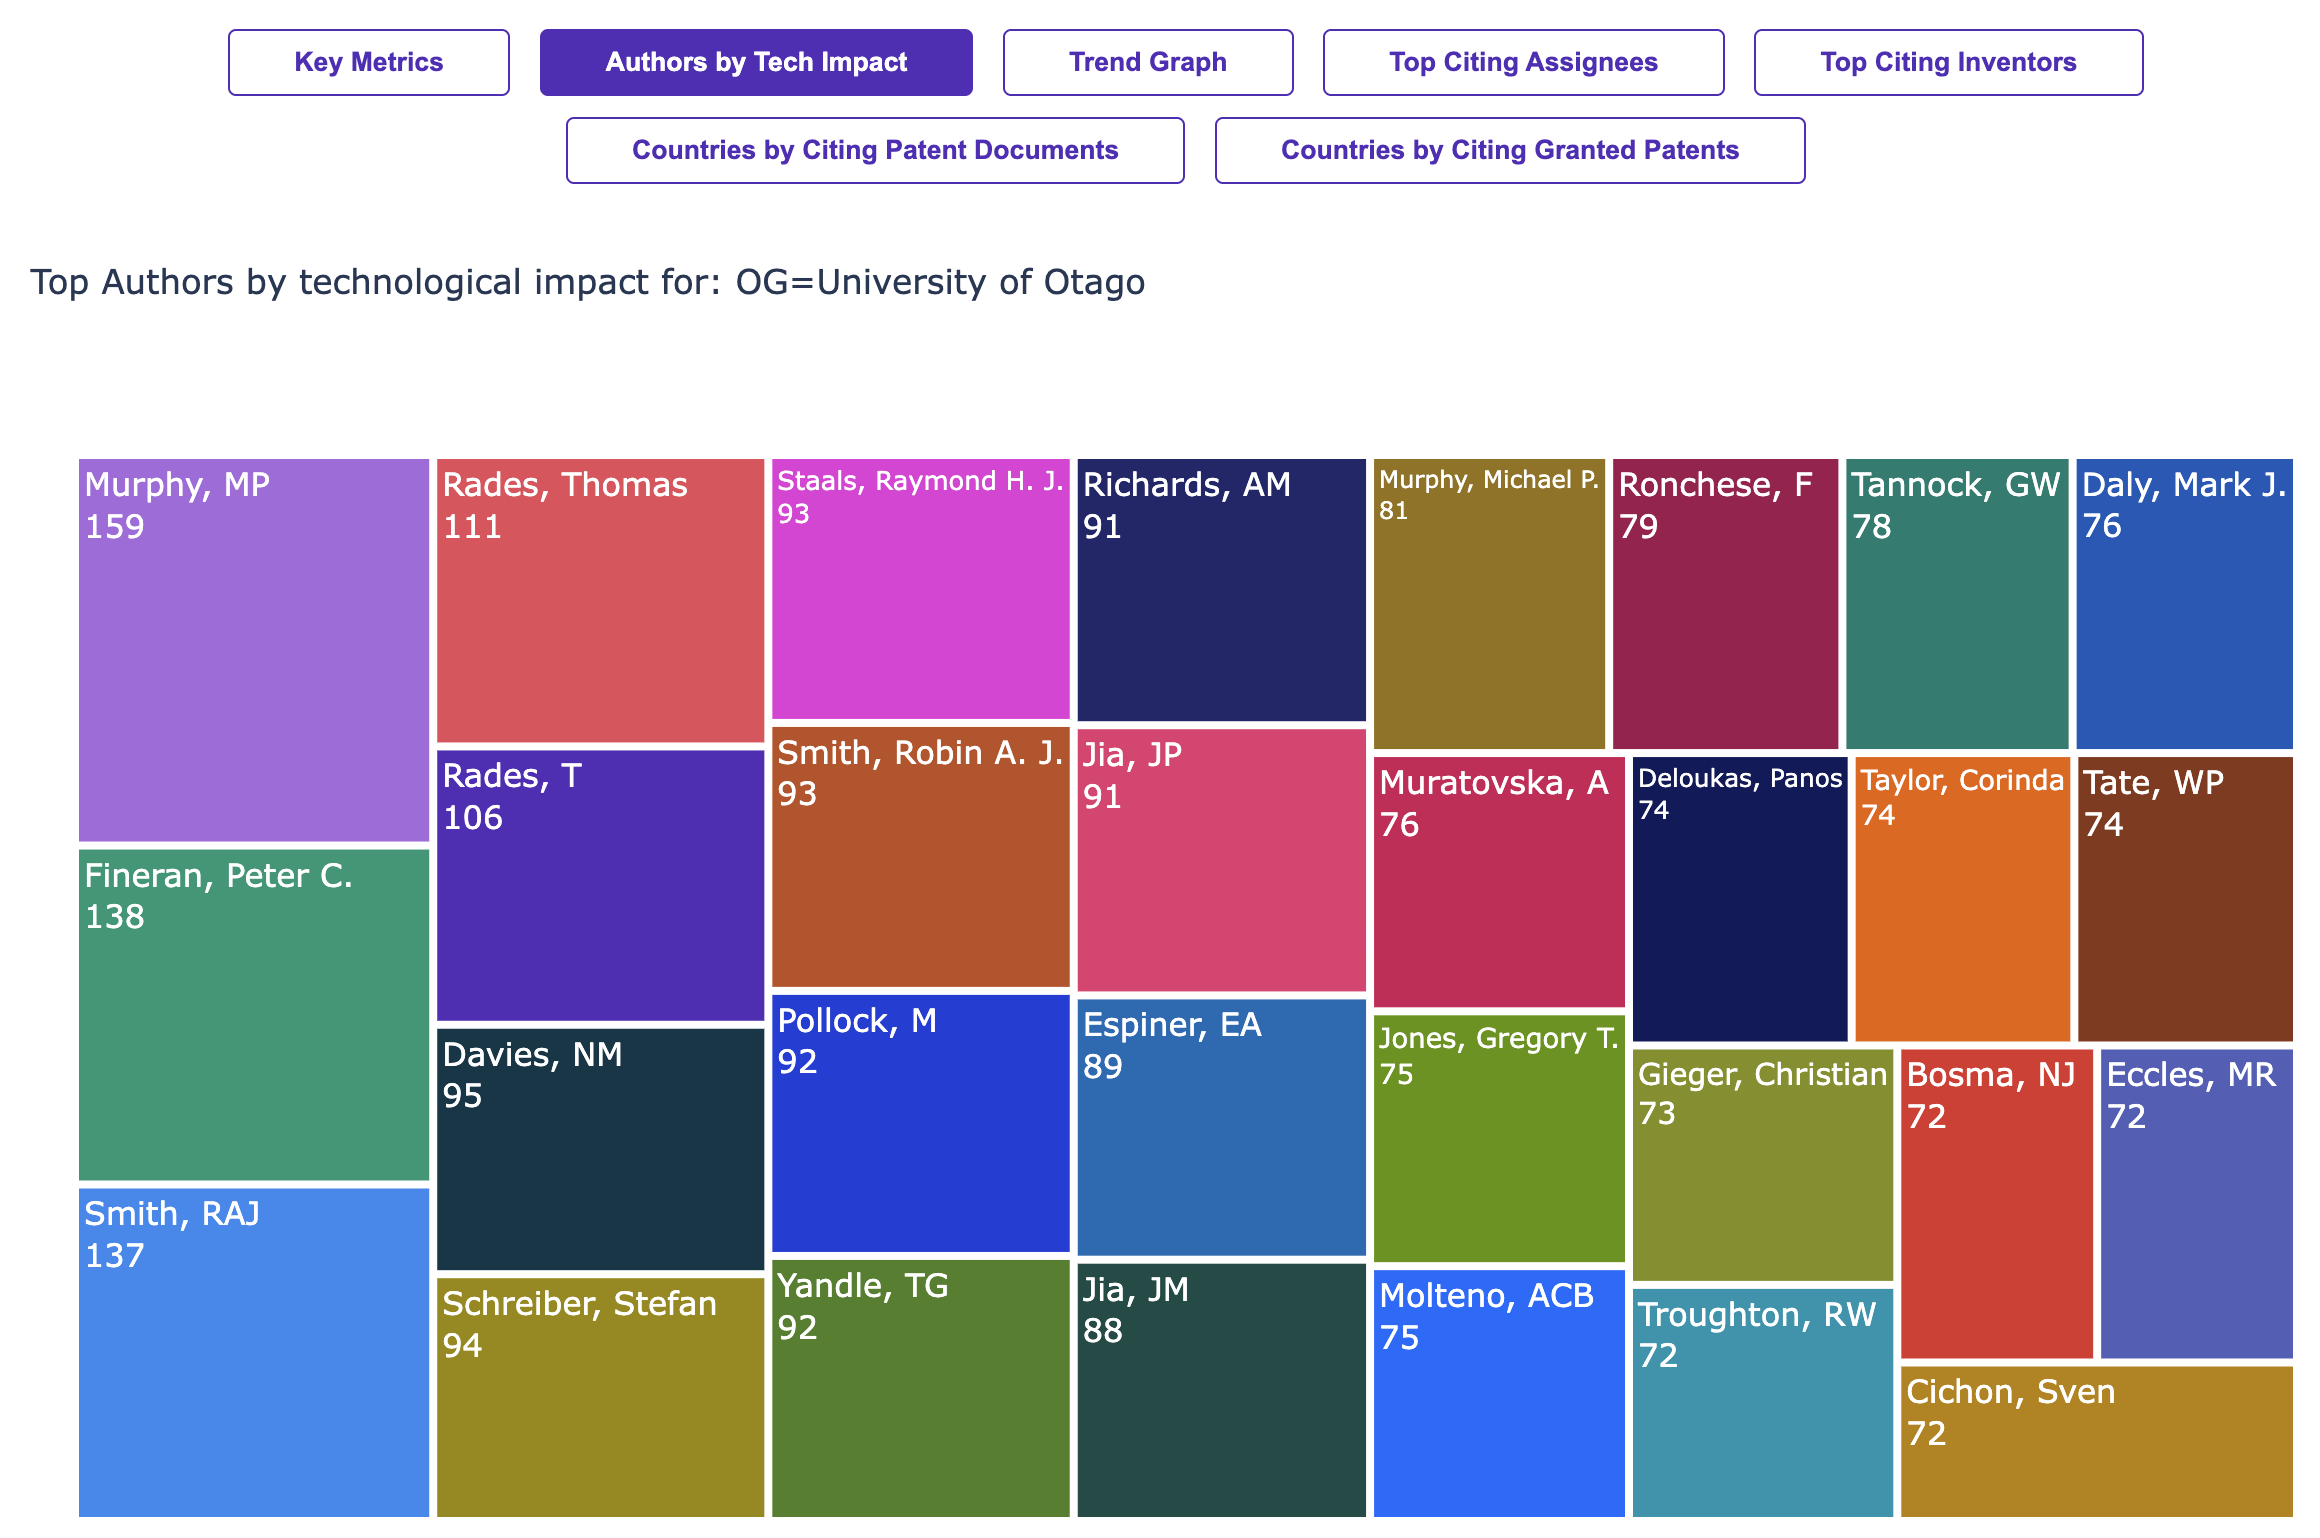 Key Metrics
Authors by Tech Impact
Trend Graph
Top Citing Assignees
Top Citing Inventors
Countries by Citing Patent Documents
Countries by Citing Granted Patents
Top Authors by technological impact for: OG=University of Otago
Murphy, MP
159
Fineran, Peter C.
138
Smith, RAJ
137
Rades, Thomas
111
Rades, T
106
Davies, NM
95
Schreiber, Stefan
94
Staals, Raymond H. J.
93
Smith, Robin A. J.
93
Pollock, M
92
Yandle, TG
92
Richards, AM
91
Jia, JP
91
Espiner, EA
89
Jia, JM
88
Murphy, Michael P.
81
Ronchese, F
79
Tannock, GW
78
Daly, Mark J.
76
Muratovska, A
76
Jones, Gregory T.
75
Molteno, ACB
75
Deloukas, Panos
74
Taylor, Corinda
74
Tate, WP
74
Gieger, Christian
73
Troughton, RW
72
Bosma, NJ
72
Eccles, MR
72
Cichon, Sven
72